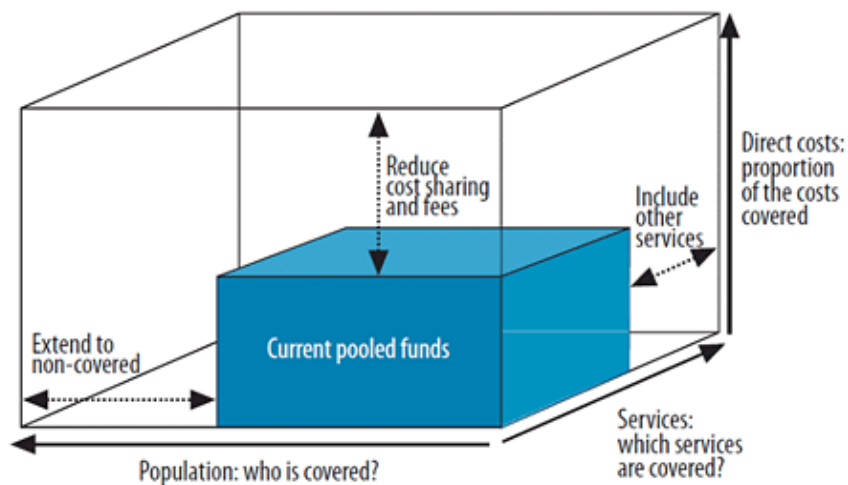 Reduce
cost sharing
and fees
Include
other
services
Direct costs:
proportion
of the costs
covered
Extend to
non-covered
Current pooled funds
Services:
which services
are covered?
Population: who is covered?